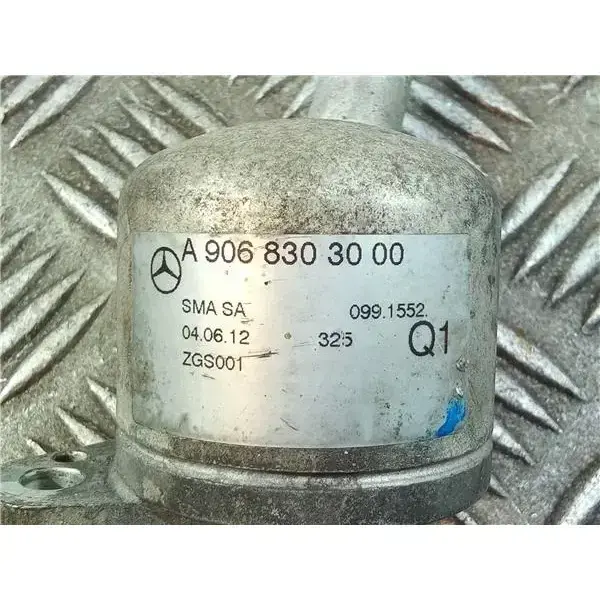 A 906 830 30 00
SMA SA 099.1552.
04.06.12 325 Q1
ZGS001